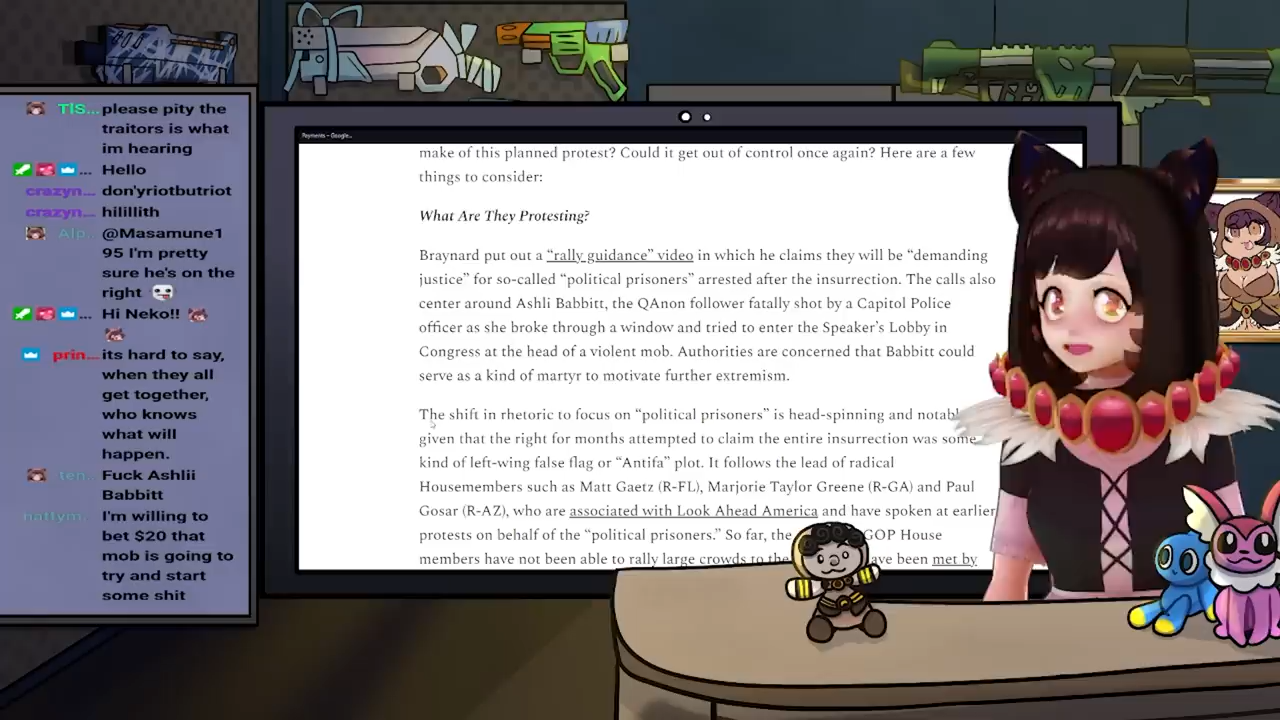 TIS... please pity the
traitors is what
im hearing
... Hello
crazyn... don'yriotbutriot
crazyn... hilillith
Alp... @Masamune1
95 I'm pretty
sure he's on the
right
... Hi Neko!!
prin... its hard to say,
when they all
get together,
who knows
what will
happen.
ten... Fuck Ashlii
Babbitt
nattym... I'm willing to
bet $20 that
mob is going to
try and start
some shit
Payments – Google...
make of this planned protest? Could it get out of control once again? Here are a few
things to consider:
What Are They Protesting?
Braynard put out a “rally guidance” video in which he claims they will be “demanding
justice” for so-called “political prisoners” arrested after the insurrection. The calls also
center around Ashli Babbitt, the QAnon follower fatally shot by a Capitol Police
officer as she broke through a window and tried to enter the Speaker’s Lobby in
Congress at the head of a violent mob. Authorities are concerned that Babbitt could
serve as a kind of martyr to motivate further extremism.
The shift in rhetoric to focus on “political prisoners” is head-spinning and notabl
given that the right for months attempted to claim the entire insurrection was some
kind of left-wing false flag or “Antifa” plot. It follows the lead of radical
Housemembers such as Matt Gaetz (R-FL), Marjorie Taylor Greene (R-GA) and Paul
Gosar (R-AZ), who are associated with Look Ahead America and have spoken at earlier
protests on behalf of the “political prisoners.” So far, the GOP House
members have not been able to rally large crowds to the ave been met by